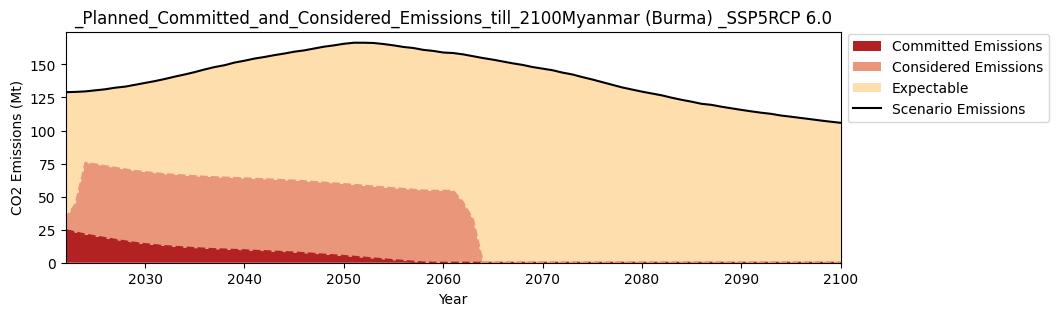 _Planned_Committed_and_Considered_Emissions_till_2100Myanmar (Burma) _SSP5RCP 6.0
Committed Emissions
Considered Emissions
Expectable
Scenario Emissions
CO2 Emissions (Mt)
150
125
100
75
50
25
0
2030 2040 2050 2060 2070 2080 2090 2100
Year